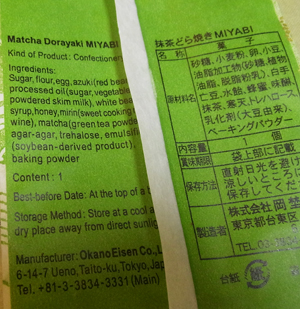 Matcha Dorayaki MIYABI
Kind of Product: Confectioner
Ingredients:
Sugar, flour, egg, azuki(red bean
processed oil(sugar, vegetable
powdered skim milk), white bea
syrup, honey, mirin(sweet cooking s
wine), matcha(green tea powder
agar-agar, trehalose, emulsifie
(soybean-derived product),
baking powder
Content : 1
Best-before Date: At the top of a b
Storage Method : Store at a cool a
dry place away from direct sunlig
Manufacturer: Okano Eisen Co., L
6-14-7 Ueno, Taito-ku, Tokyo, Jap
Tel. +81-3-3834-3331 (Main)
抹茶どら焼きMIYABI
名称 菓子
原材料名 砂糖、小麦粉、卵、小豆、
油脂加工物(砂糖、植物
油脂、脱脂粉乳)、白手
亡、水飴、蜂蜜、味醂、
抹茶、寒天、トレハロース、
乳化剤(大豆由来)、
ベーキングパウダー
内容量 1個
賞味期限 袋上部に記載
保存方法 直射日光を避
涼しいところに
保存してくださ
製造者 株式会社 岡埜
東京都台東区
TEL 03-
台紙